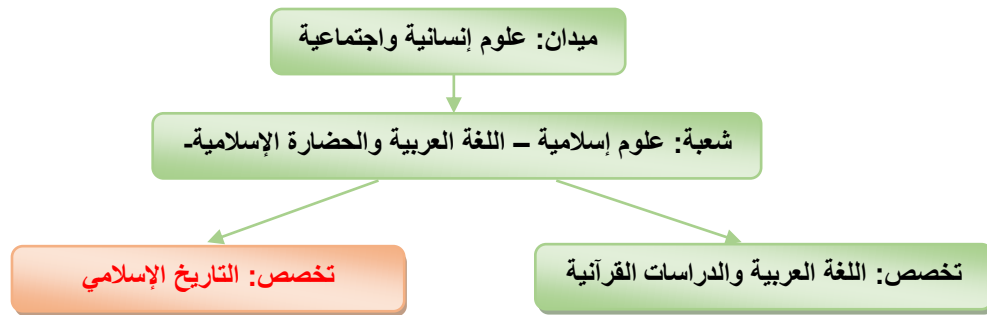 ميدان: علوم إنسانية واجتماعية
شعبة: علوم إسلامية – اللغة العربية والحضارة الإسلامية-
تخصص: اللغة العربية والدراسات القرآنية
تخصص: التاريخ الإسلامي